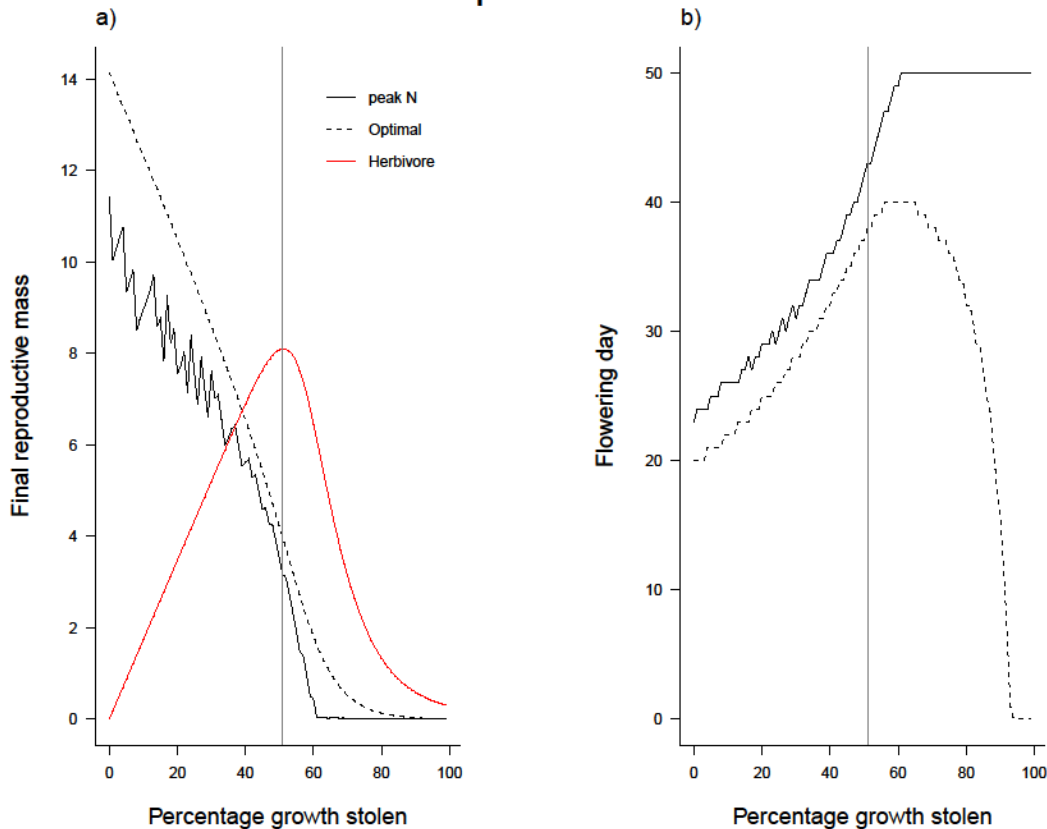 a)
Final reproductive mass
14
12
10
8
6
4
2
0
peak N
Optimal
Herbivore
0 20 40 60 80 100
Percentage growth stolen
b)
Flowering day
50
40
30
20
10
0
0 20 40 60 80 100
Percentage growth stolen